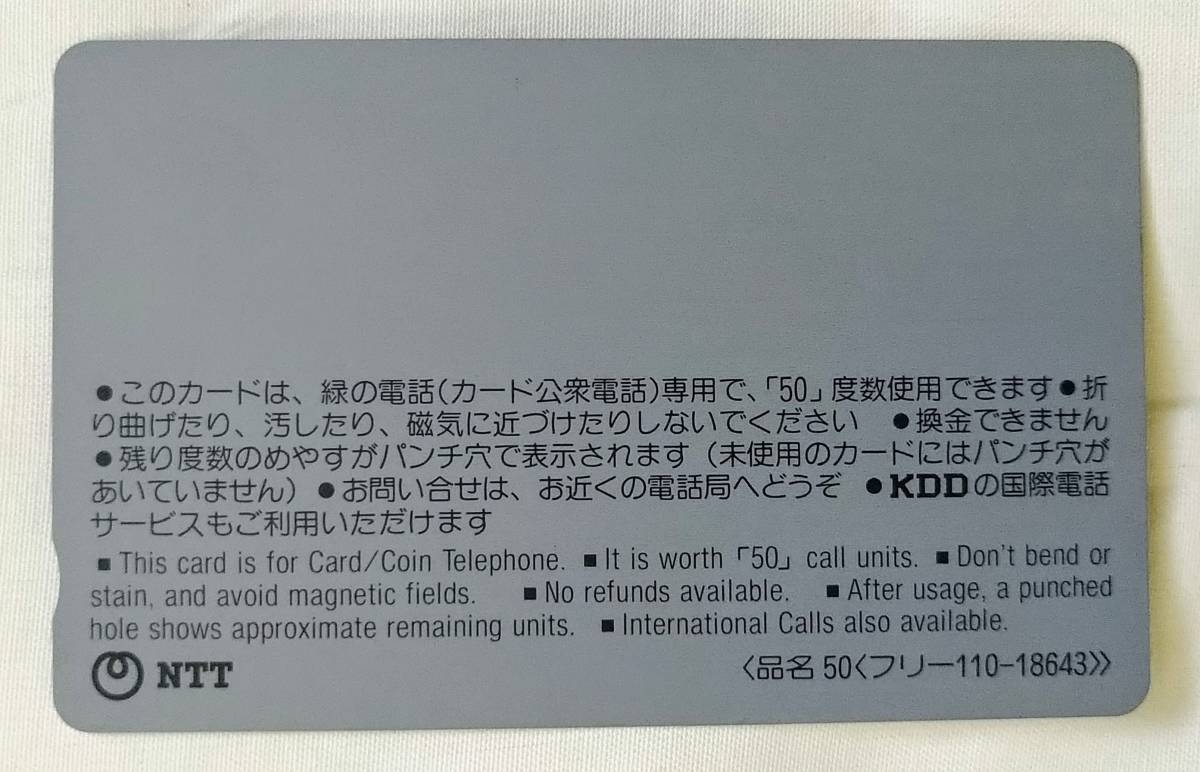 ●このカードは、緑の電話(カード公衆電話)専用で、「50」度数使用できます●折
り曲げたり、汚したり、磁気に近づけたりしないでください ●換金できません
●残り度数のめやすがパンチ穴で表示されます(未使用のカードにはパンチ穴が
あいていません)●お問い合せは、お近くの電話局へどうぞ ●KDDの国際電話
サービスもご利用いただけます
■This card is for Card/Coin Telephone. ■It is worth「50」call units. ■Don't bend or
stain, and avoid magnetic fields. ■No refunds available. ■After usage, a punched
hole shows approximate remaining units. ■International Calls also available.
NTT 〈品名 50〈フリー110-18643〉〉